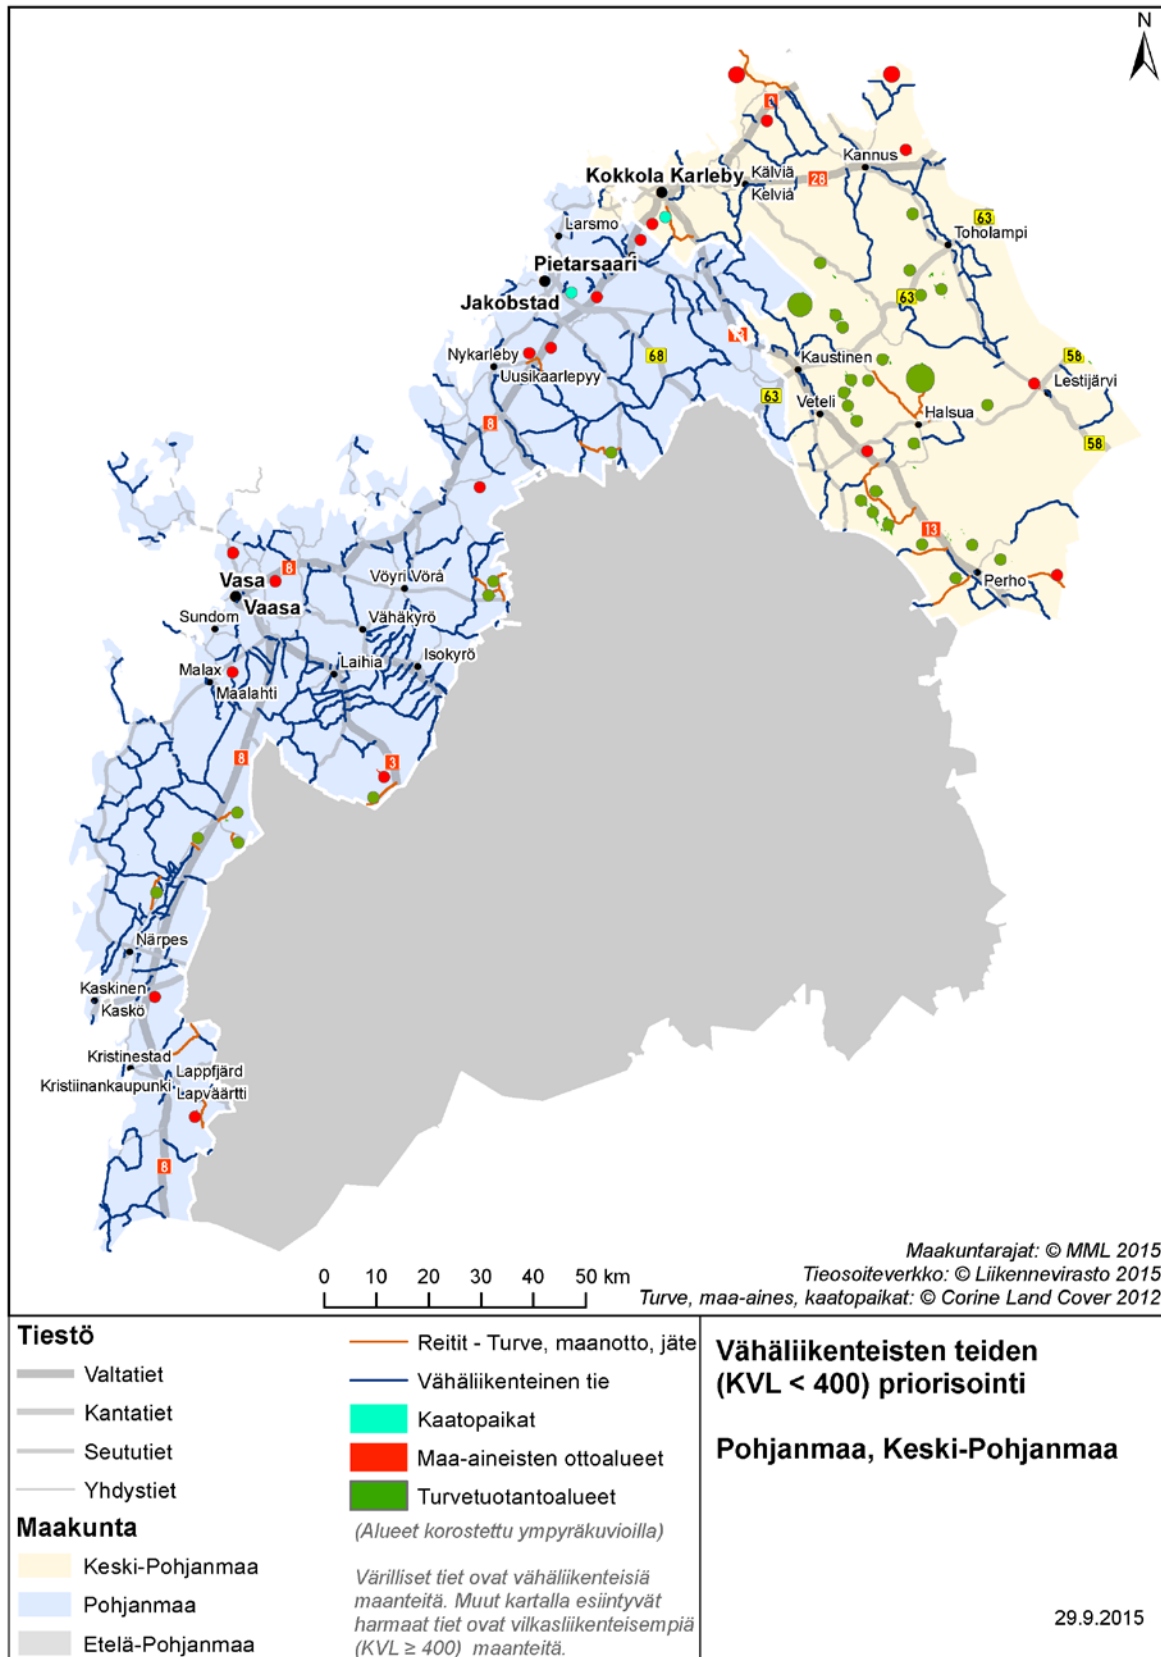 N
8
Kannus
Kälviä
Kelviå
28
Kokkola Karleby
63
Toholampi
Larsmo
Pietarsaari
Jakobstad
63
13
68
58
Kaustinen
Lestijärvi
Nykarleby
Uusikaarlepyy
63
Veteli
Halsua
8
58
13
8
Perho
Vasa
Vaasa
Vöyri Vörå
Sundom
Vähäkyrö
Isokyrö
Laihia
Malax
Maalahti
8
3
Närpes
Kaskinen
Kaskö
Kristinestad
Lappfjärd
Kristiinankaupunki
Lapväärtti
8
Maakuntarajat: © MML 2015
Tieosoiteverkko: © Liikennevirasto 2015
Turve, maa-aines, kaatopaikat: © Corine Land Cover 2012
0 10 20 30 40 50 km
Tiestö
Valtatiet
Kantatiet
Seututiet
Yhdystiet
Maakunta
Keski-Pohjanmaa
Pohjanmaa
Etelä-Pohjanmaa
Reitit - Turve, maanotto, jäte
Vähäliikenteinen tie
Kaatopaikat
Maa-aineisten ottoalueet
Turvetuotantoalueet
(Alueet korostettu ympyräkuvioilla)
Värilliset tiet ovat vähäliikenteisiä
maanteitä. Muut kartalla esiintyvät
harmaat tiet ovat vilkasliikenteisempiä
(KVL ≥ 400) maanteitä.
Vähäliikenteisten teiden
(KVL < 400) priorisointi
Pohjanmaa, Keski-Pohjanmaa
29.9.2015